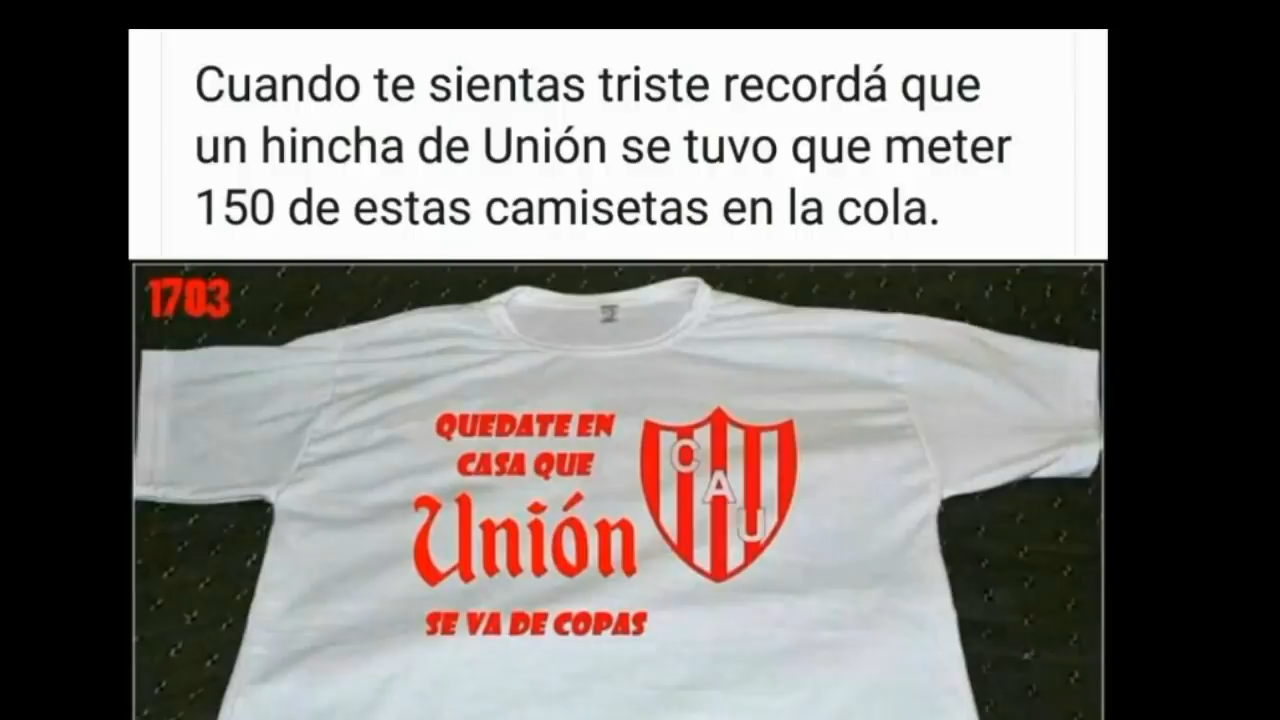 Cuando te sientas triste recordá que
un hincha de Unión se tuvo que meter
150 de estas camisetas en la cola.
1703
QUEDATE EN
CASA QUE
Unión
SE VA DE COPAS
C
A
U